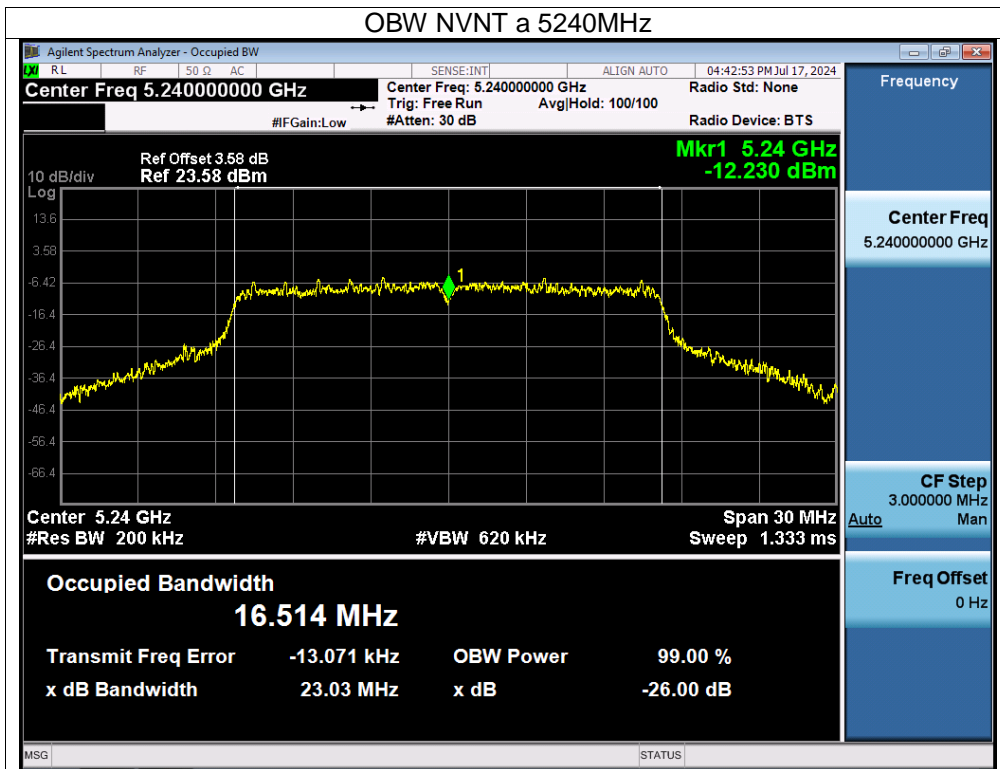 OBW NVNT a 5240MHz
Agilent Spectrum Analyzer - Occupied BW
LXI RL RF 50 Ω AC SENSE:INT ALIGN AUTO 04:42:53 PM Jul 17, 2024
Center Freq 5.240000000 GHz
Center Freq: 5.240000000 GHz
Radio Std: None
Trig: Free Run Avg|Hold: 100/100
#IFGain:Low #Atten: 30 dB Radio Device: BTS
Frequency
Mkr1 5.24 GHz
-12.230 dBm
Ref Offset 3.58 dB
10 dB/div Ref 23.58 dBm
Log
13.6
3.58
-6.42
-16.4
-26.4
-36.4
-46.4
-56.4
-66.4
1
Center 5.24 GHz Span 30 MHz
#Res BW 200 kHz #VBW 620 kHz Sweep 1.333 ms
Occupied Bandwidth
16.514 MHz
Transmit Freq Error -13.071 kHz OBW Power 99.00 %
x dB Bandwidth 23.03 MHz x dB -26.00 dB
Center Freq
5.240000000 GHz
CF Step
3.000000 MHz
Auto Man
Freq Offset
0 Hz
MSG STATUS